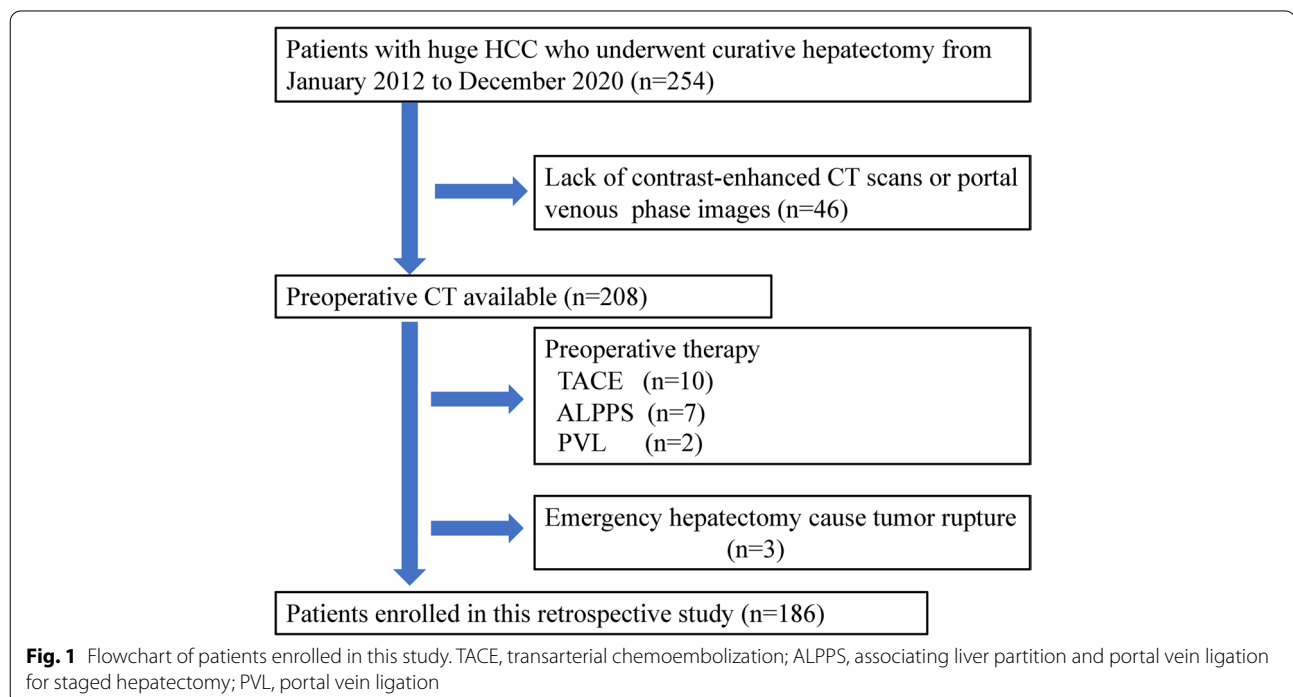 Patients with huge HCC who underwent curative hepatectomy from
January 2012 to December 2020 (n=254)
Lack of contrast-enhanced CT scans or portal
venous phase images (n=46)
Preoperative CT available (n=208)
Preoperative therapy
TACE (n=10)
ALPPS (n=7)
PVL (n=2)
Emergency hepatectomy cause tumor rupture
(n=3)
Patients enrolled in this retrospective study (n=186)
Fig. 1 Flowchart of patients enrolled in this study. TACE, transarterial chemoembolization; ALPPS, associating liver partition and portal vein ligation
for staged hepatectomy; PVL, portal vein ligation